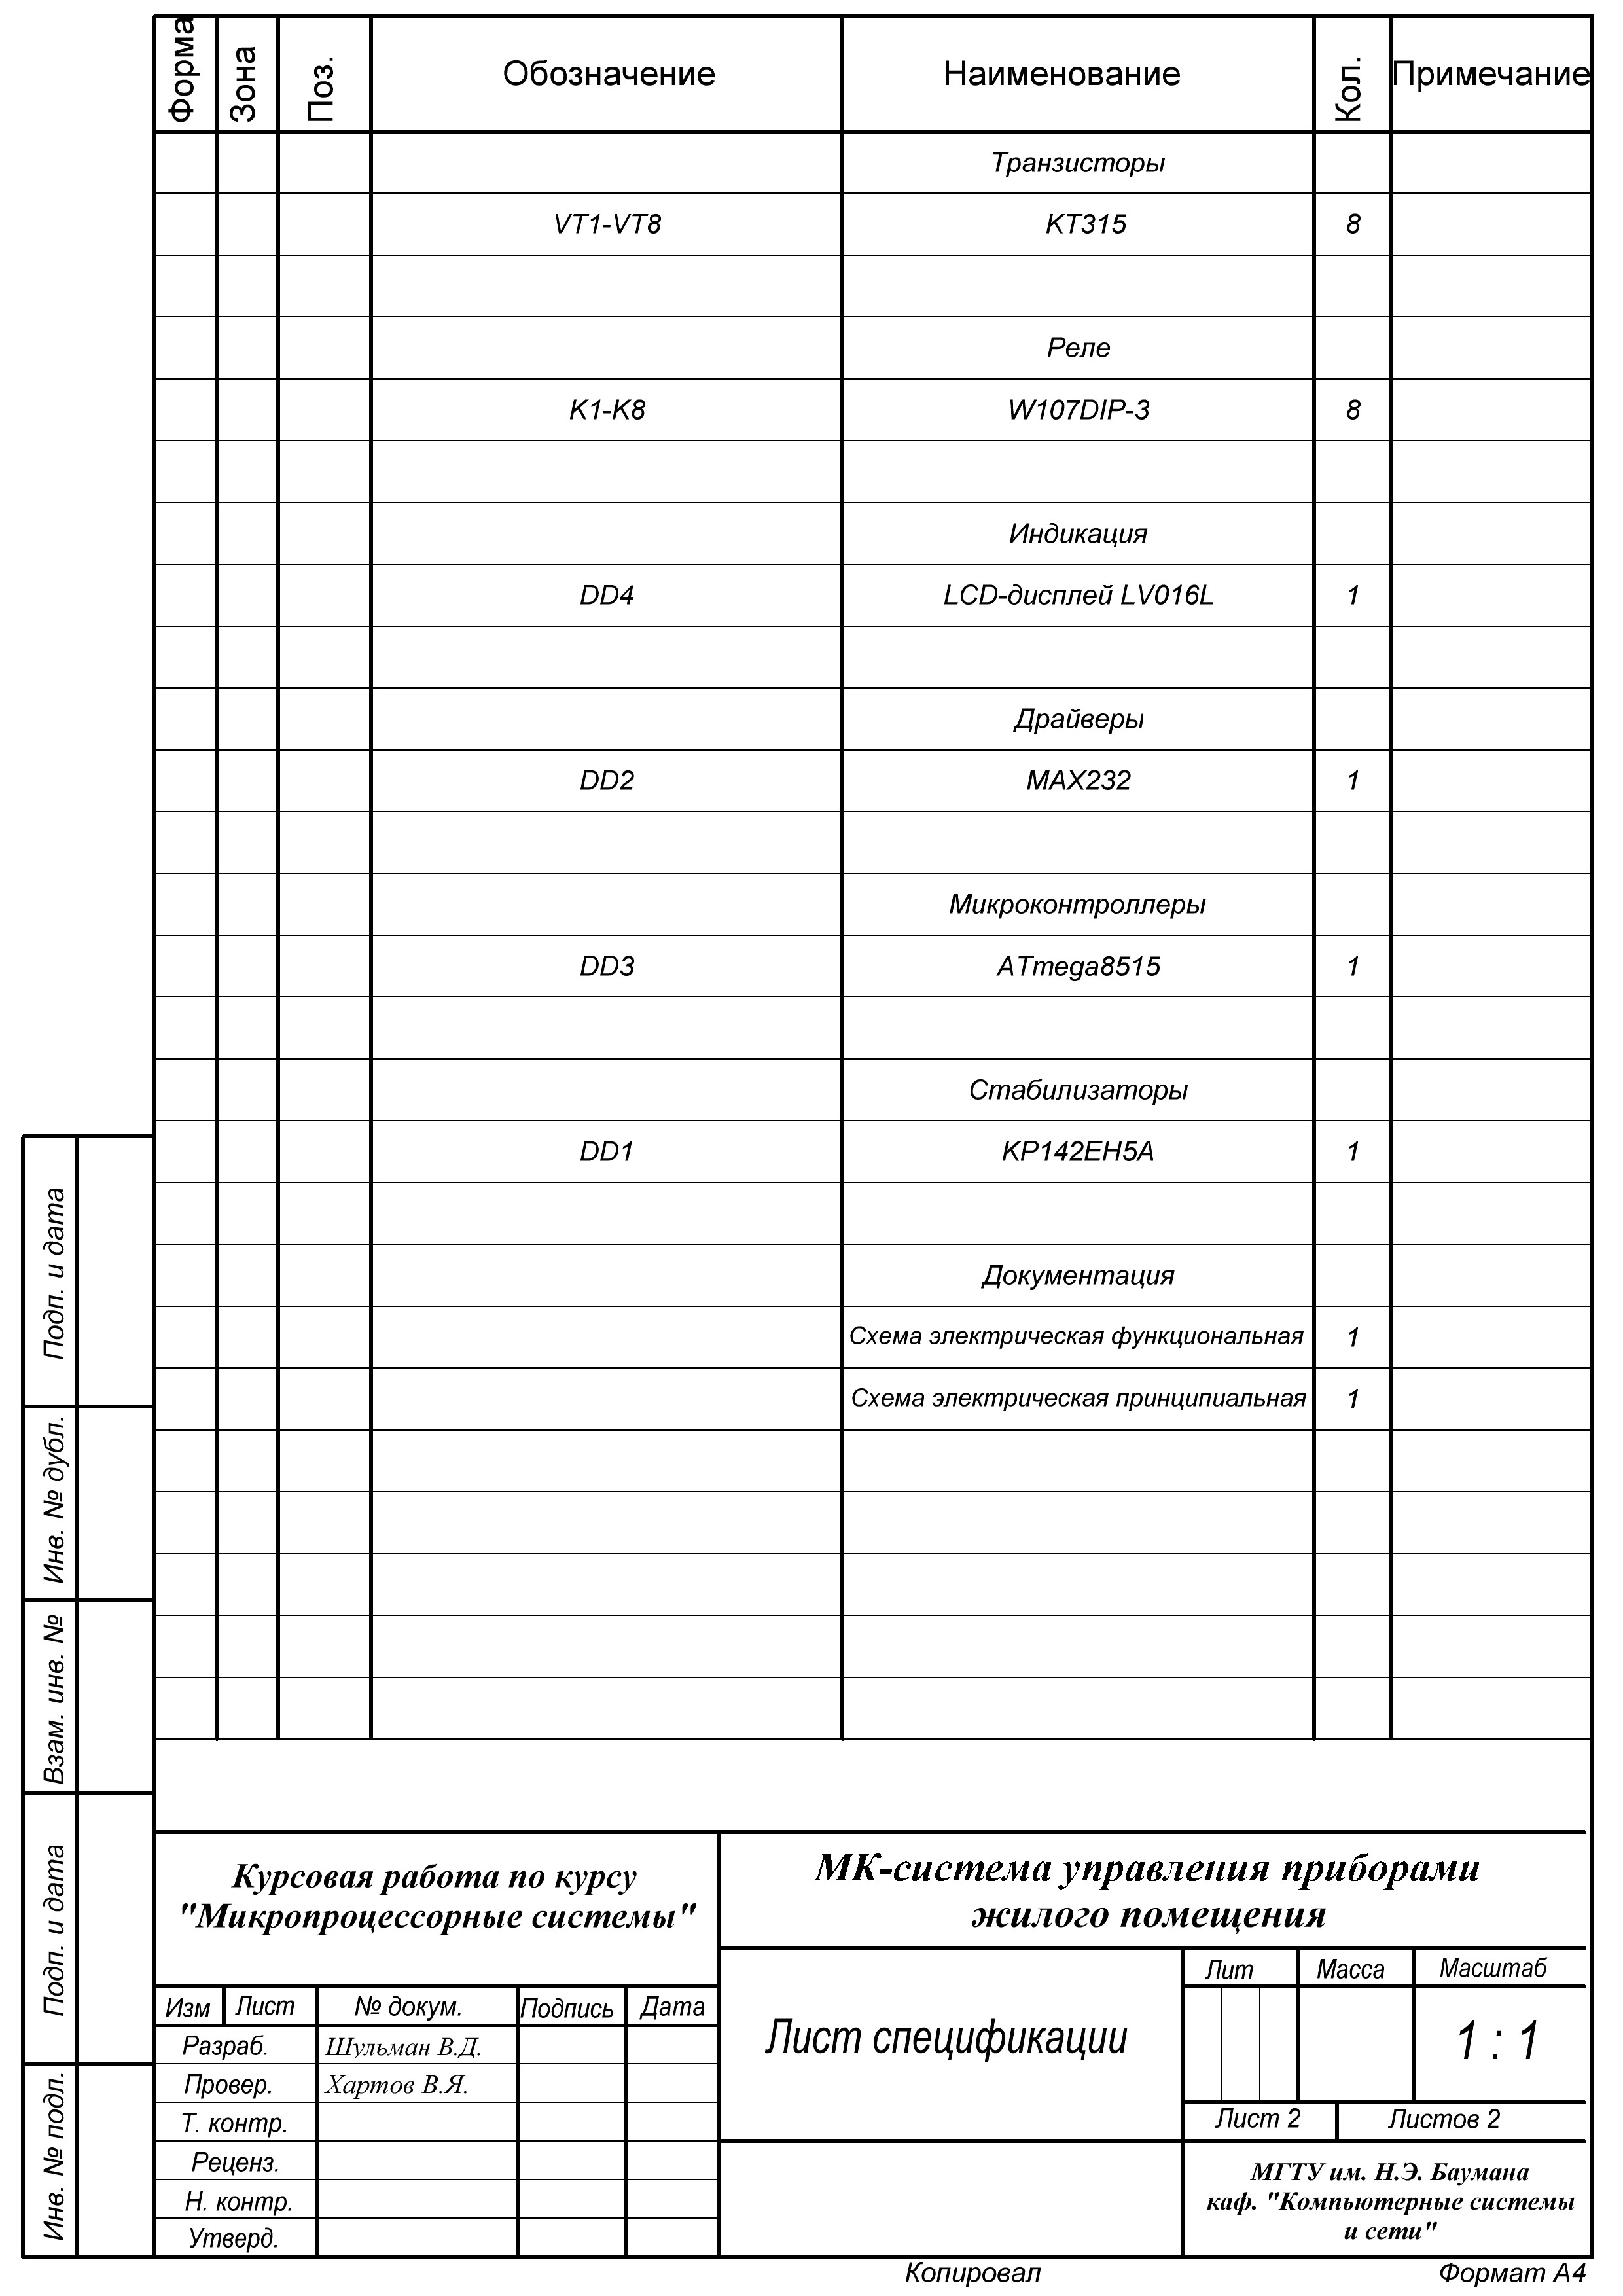 Форма Зона Поз. Обозначение Наименование Кол. Примечание
Транзисторы
VT1-VT8 КТ315 8
Реле
K1-K8 W107DIP-3 8
Индикация
DD4 LCD-дисплей LV016L 1
Драйверы
DD2 MAX232 1
Микроконтроллеры
DD3 ATmega8515 1
Стабилизаторы
DD1 КР142ЕН5А 1
Документация
Схема электрическая функциональная 1
Схема электрическая принципиальная 1
Подп. и дата
Инв. № дубл.
Взам. инв. №
Подп. и дата
Инв. № подл.
Курсовая работа по курсу
"Микропроцессорные системы"
МК-система управления приборами
жилого помещения
Изм Лист № докум. Подпись Дата
Разраб. Шульман В.Д.
Провер. Хартов В.Я.
Т. контр.
Реценз.
Н. контр.
Утверд.
Лист спецификации
Лит Масса Масштаб
1 : 1
Лист 2 Листов 2
МГТУ им. Н.Э. Баумана
каф. "Компьютерные системы
и сети"
Копировал Формат А4